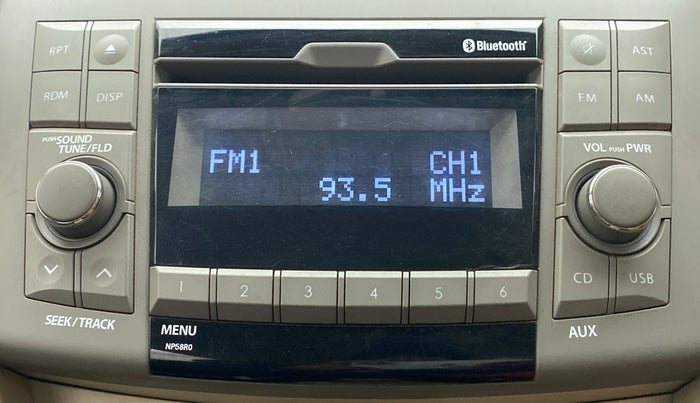 RPT
Bluetooth
AST
RDM DISP
FM AM
PUSH SOUND
TUNE/FLD
VOL PUSH PWR
FM1 CH1
93.5 MHz
CD USB
1 2 3 4 5 6
SEEK/TRACK
MENU
NP58R0
AUX